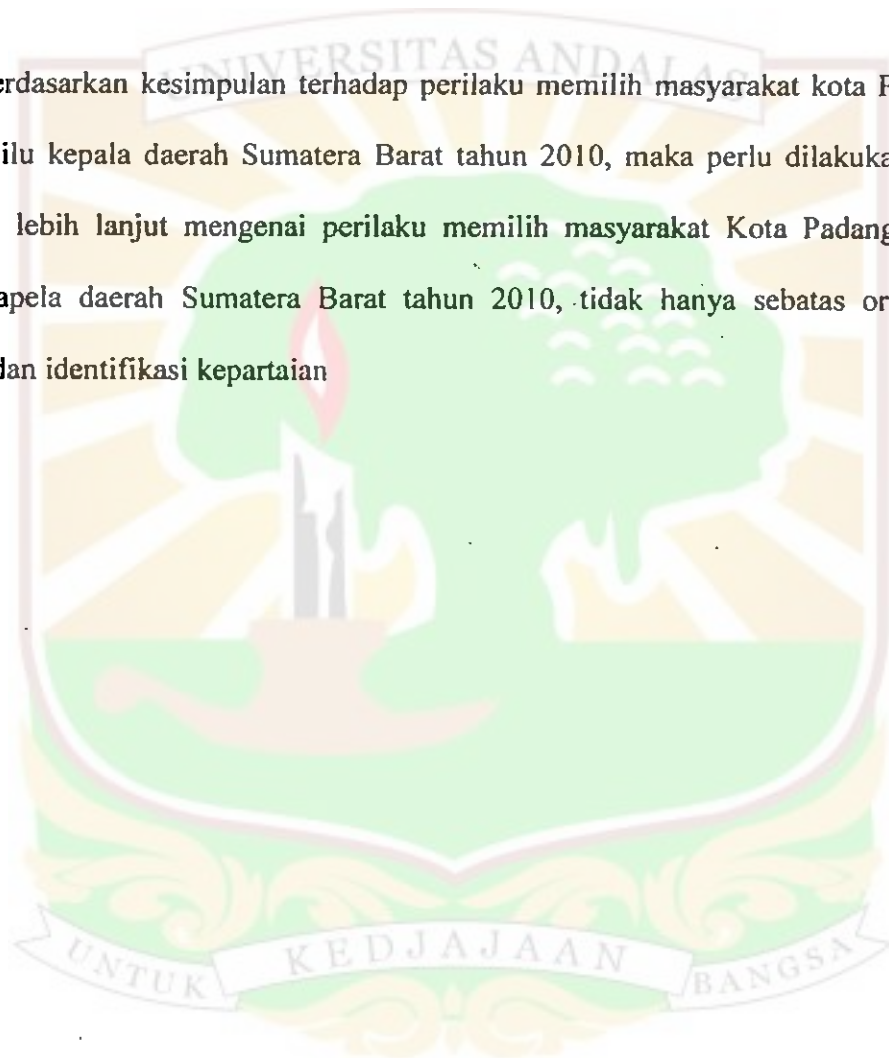 UNIVERSITAS ANDALAS
erdasarkan kesimpulan terhadap perilaku memilih masyarakat kota
ilu kepala daerah Sumatera Barat tahun 2010, maka perlu dilakuka
lebih lanjut mengenai perilaku memilih masyarakat Kota Padang
apela daerah Sumatera Barat tahun 2010, tidak hanya sebatas or
dan identifikasi kepartaian
UNTUK KEDJAJAAN BANGSA